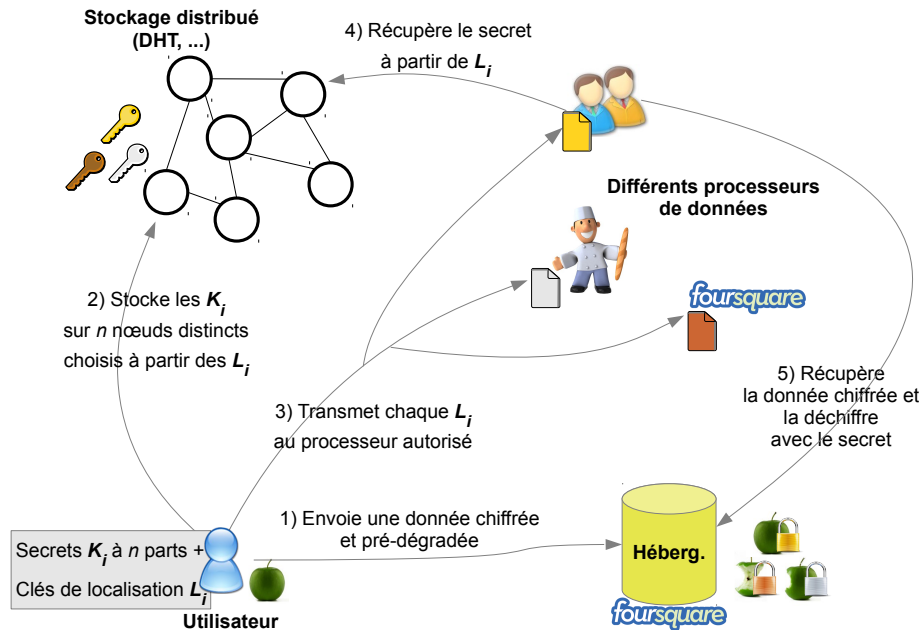 Stockage distribué
(DHT, ...)
4) Récupère le secret
à partir de L_i
Différents processeurs
de données
foursquare
2) Stocke les K_i
sur n nœuds distincts
choisis à partir des L_i
3) Transmet chaque L_i
au processeur autorisé
5) Récupère
la donnée chiffrée et
la déchiffre
avec le secret
1) Envoie une donnée chiffrée
et pré-dégradée
Secrets K_i à n parts +
Clés de localisation L_i
Utilisateur
Héberg.
foursquare